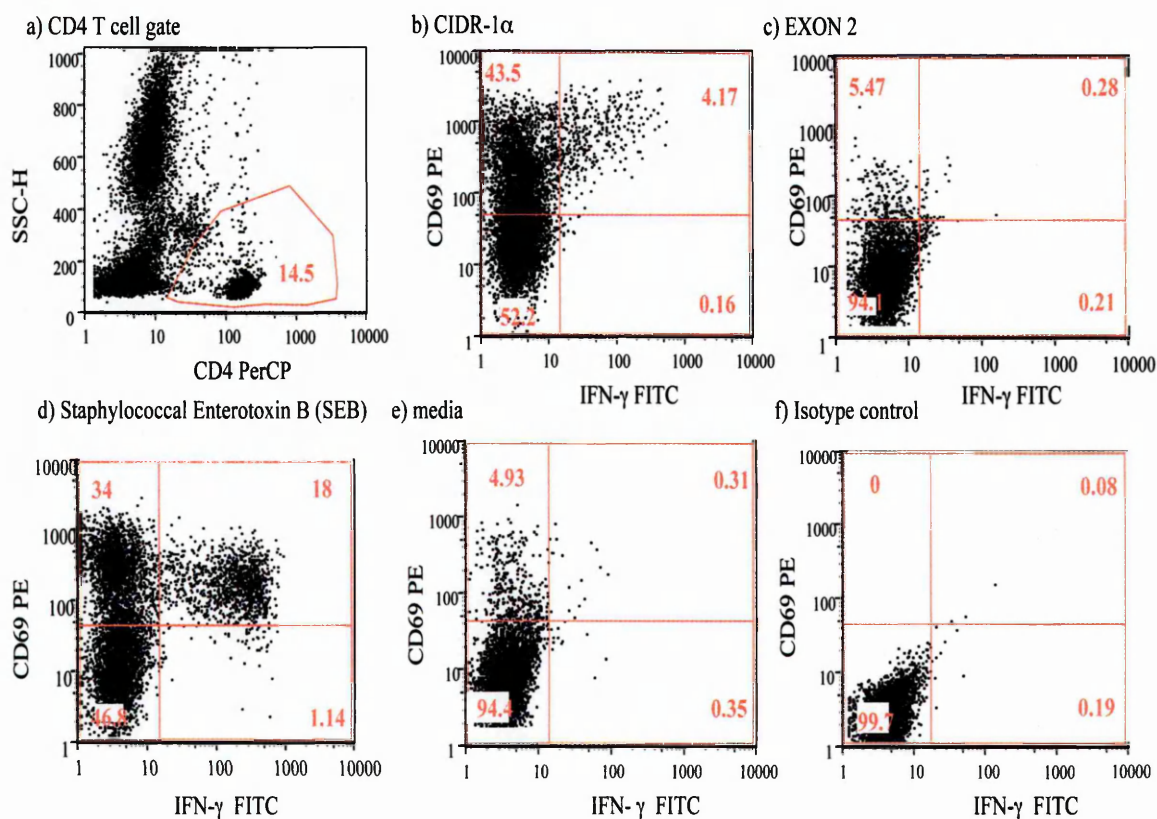 a) CD4 T cell gate
b) CIDR-1α
c) EXON 2
1000
800
600
400
200
0
SSC-H
14.5
1 10 100 1000 10000
CD4 PerCP
10000
1000
100
10
1
CD69 PE
43.5 4.17
52.2 0.16
1 10 100 1000 10000
IFN-γ FITC
10000
1000
100
10
1
CD69 PE
5.47 0.28
94.1 0.21
1 10 100 1000 10000
IFN-γ FITC
d) Staphylococcal Enterotoxin B (SEB)
e) media
f) Isotype control
10000
1000
100
10
1
CD69 PE
34 18
46.8 1.14
1 10 100 1000 10000
IFN-γ FITC
10000
1000
100
10
1
CD69 PE
4.93 0.31
94.4 0.35
1 10 100 1000 10000
IFN- γ FITC
10000
1000
100
10
1
CD69 PE
0 0.08
99.7 0.19
1 10 100 1000 10000
IFN-γ FITC